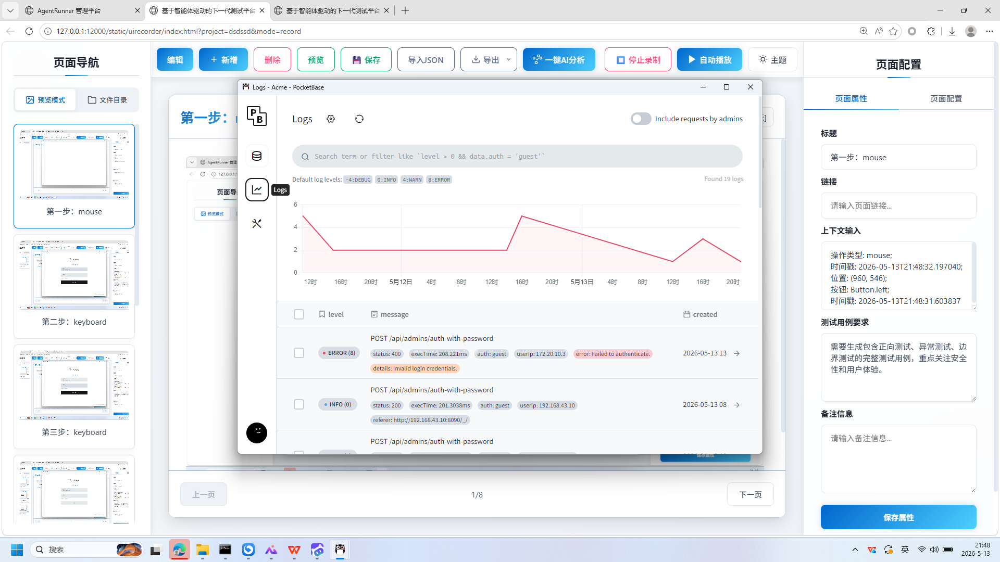 AgentRunner 管理平台
基于智能体驱动的下一代测试平台
基于智能体驱动的下一代测试平台
127.0.0.1:12000/static/uirecorder/index.html?project=dsdssd&mode=record
页面导航
预览模式
文件目录
第一步：mouse
第二步：keyboard
第三步：keyboard
编辑
新增
删除
预览
保存
导入JSON
导出
一键AI分析
停止录制
自动播放
主题
第一步：
AgentRunner 管理
127.0.0.1:1
页面导
预览模式
Logs - Acme - PocketBase
P
B
Logs
Logs
Include requests by admins
Search term or filter like `level > 0 && data.auth = 'guest'`
Default log levels: -4:DEBUG 0:INFO 4:WARN 8:ERROR
Found 19 logs
6
4
2
0
12时 16时 20时 5月12日 4时 8时 12时 16时 20时 5月13日 4时 8时 12时 16时 20时
level message created
POST /api/admins/auth-with-password
ERROR (8) status: 400 execTime: 208.221ms auth: guest userIp: 172.20.10.3 error: Failed to authenticate. 2026-05-13 13
details: Invalid login credentials.
POST /api/admins/auth-with-password
INFO (0) status: 200 execTime: 201.3038ms auth: guest userIp: 192.168.43.10 2026-05-13 08
referer: http://192.168.43.10:8090/_/
POST /api/admins/auth-with-password
保存属性
上一页
1/8
下一页
页面配置
页面属性
页面配置
标题
第一步：mouse
链接
请输入页面链接...
上下文输入
操作类型: mouse;
时间戳: 2026-05-13T21:48:32.197040;
位置: (960, 546);
按钮: Button.left;
时间戳: 2026-05-13T21:48:31.603837
测试用例要求
需要生成包含正向测试、异常测试、边
界测试的完整测试用例，重点关注安全
性和用户体验。
备注信息
请输入备注信息...
保存属性
搜索
英
21:48
2026-5-13